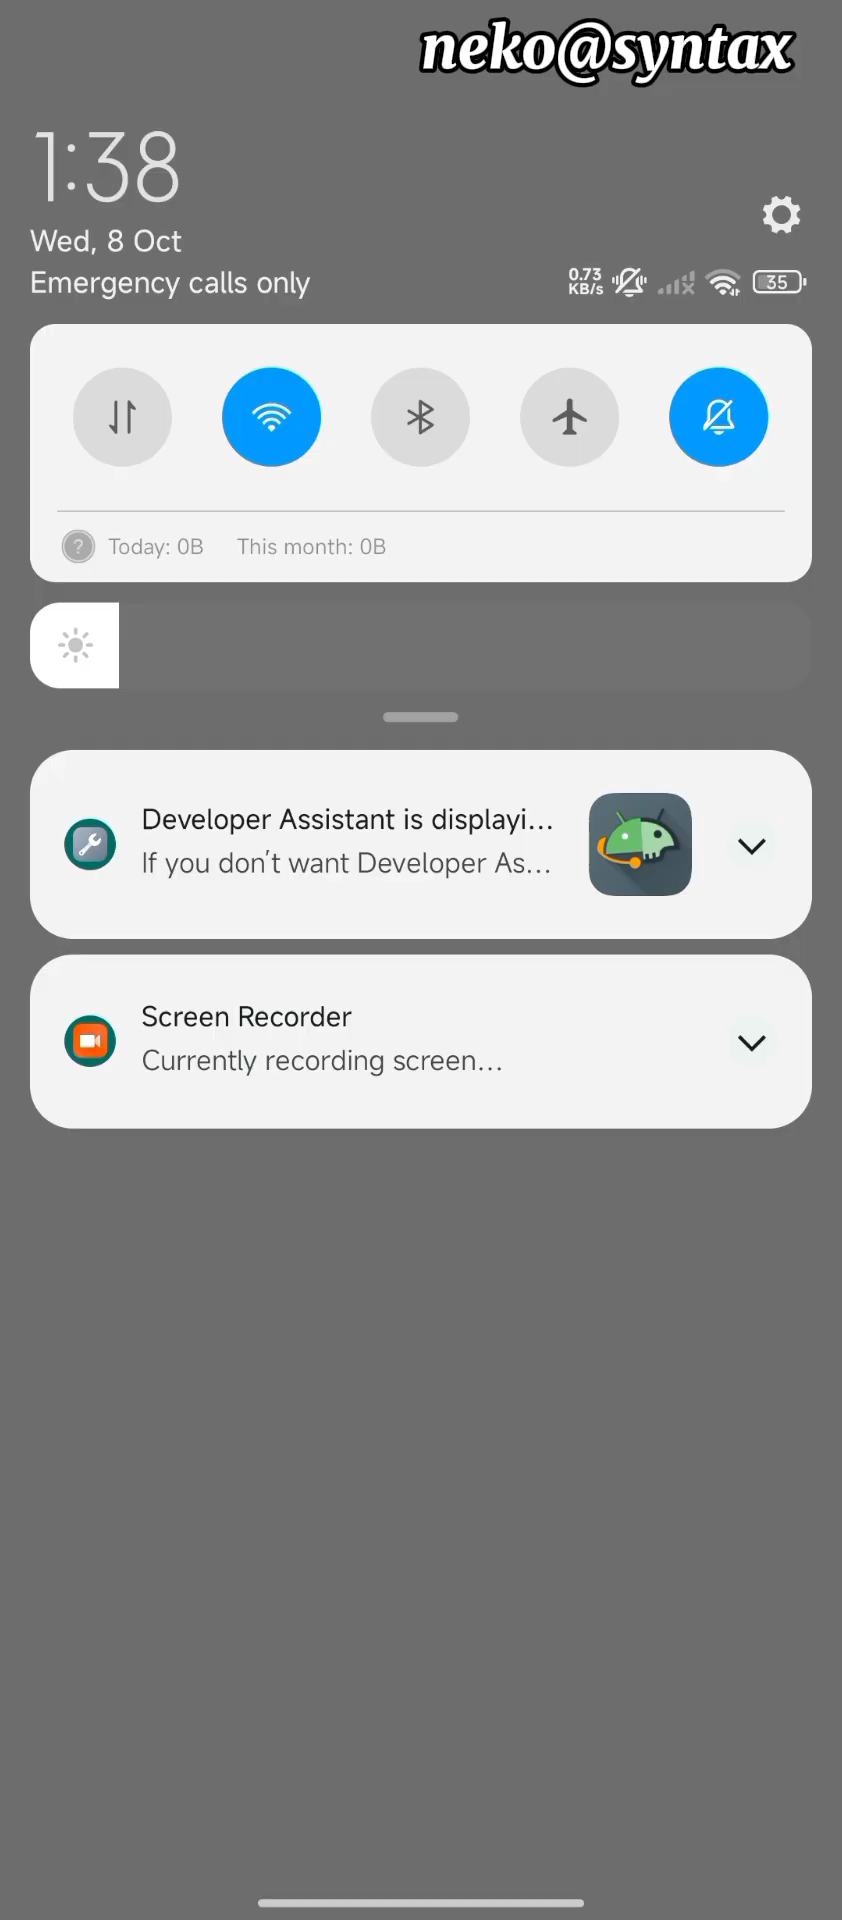 neko@syntax
1:38
Wed, 8 Oct
Emergency calls only
0.73
KB/s
35
? Today: 0B This month: 0B
Developer Assistant is displayi...
If you don't want Developer As...
Screen Recorder
Currently recording screen...